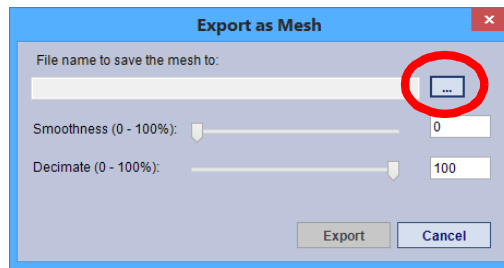 Export as Mesh
x
File name to save the mesh to:
...
Smoothness (0 - 100%): 0
Decimate (0 - 100%): 100
Export Cancel